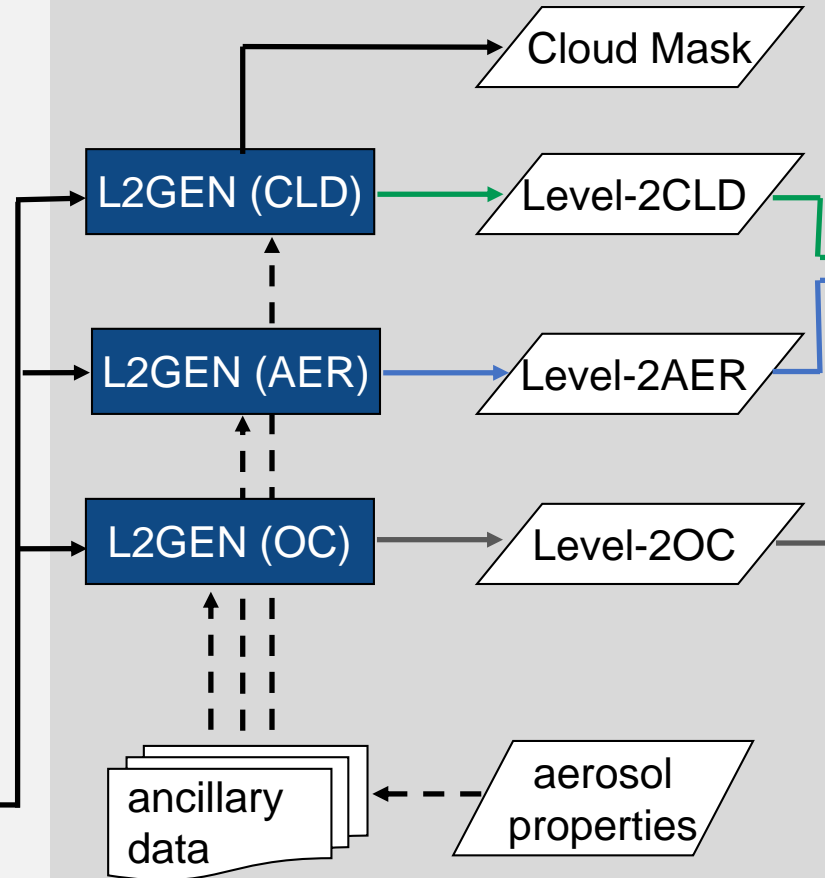 Cloud Mask
L2GEN (CLD)
Level-2CLD
L2GEN (AER)
Level-2AER
L2GEN (OC)
Level-2OC
ancillary
data
aerosol
properties